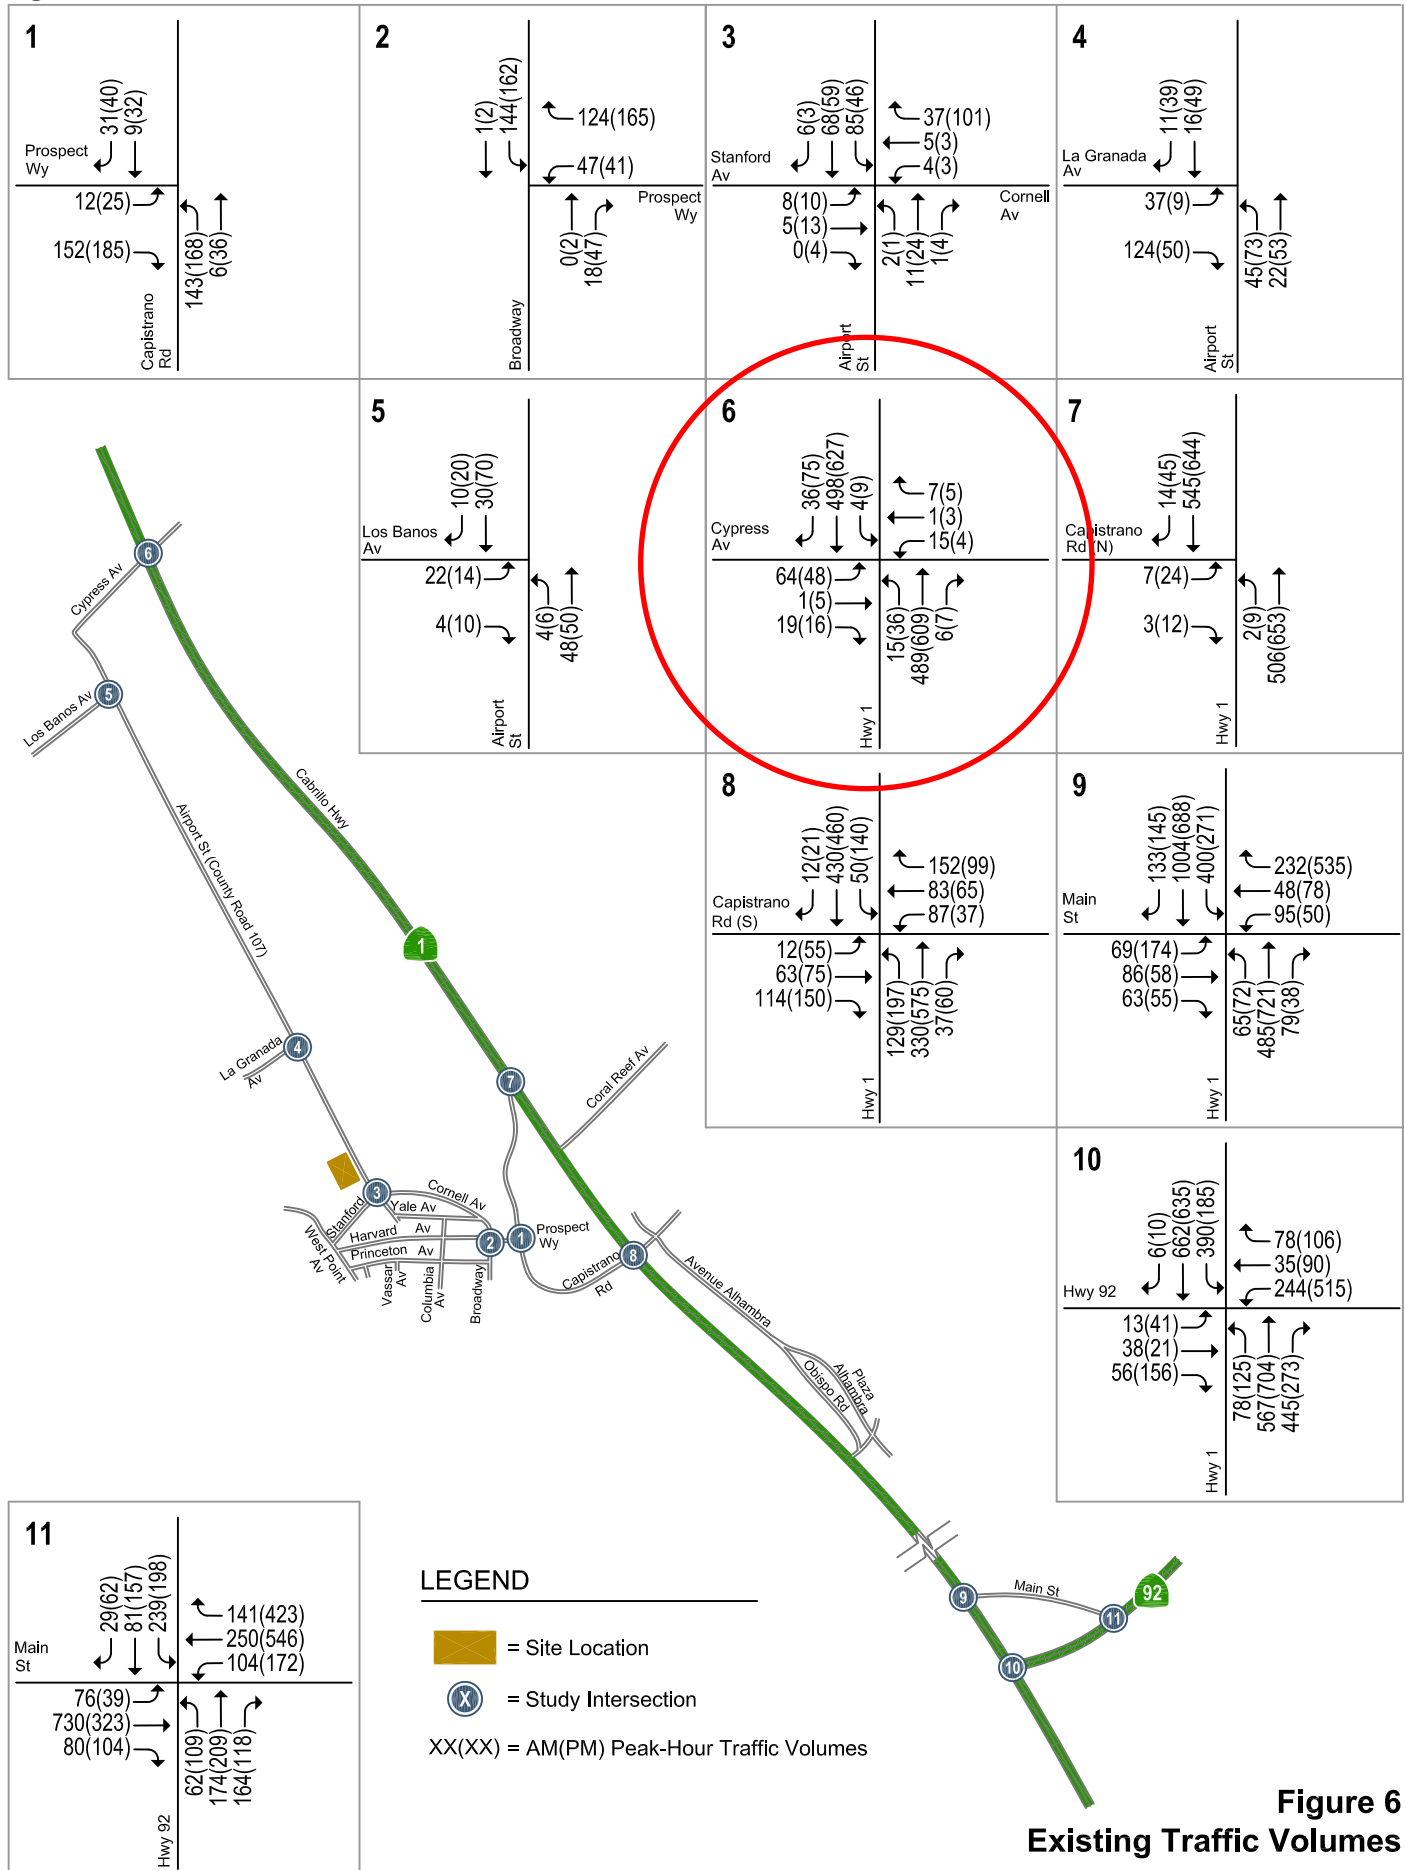 1
31(40)
9(32)
Prospect
Wy
12(25)
152(185)
143(168)
6(36)
Capistrano
Rd
2
1(2)
144(162)
124(165)
47(41)
Prospect
Wy
0(2)
18(47)
Broadway
3
6(3)
68(59)
85(46)
37(101)
5(3)
4(3)
Stanford
Av
Cornell
Av
8(10)
5(13)
0(4)
2(1)
11(24)
1(4)
Airport
St
4
11(39)
16(49)
La Granada
Av
37(9)
124(50)
45(73)
22(53)
Airport
St
5
10(20)
30(70)
Los Banos
Av
22(14)
4(10)
4(6)
48(50)
Airport
St
6
36(75)
498(627)
4(9)
7(5)
1(3)
15(4)
Cypress
Av
64(48)
1(5)
19(16)
15(36)
489(609)
6(7)
Hwy 1
7
14(45)
545(644)
Capistrano
Rd (N)
7(24)
3(12)
2(9)
506(653)
Hwy 1
8
12(21)
430(460)
50(140)
152(99)
83(65)
87(37)
Capistrano
Rd (S)
12(55)
63(75)
114(150)
129(197)
330(575)
37(60)
Hwy 1
9
133(145)
1004(688)
400(271)
232(535)
48(78)
95(50)
Main
St
69(174)
86(58)
63(55)
65(72)
485(721)
79(38)
Hwy 1
10
6(10)
662(635)
390(185)
78(106)
35(90)
244(515)
Hwy 92
13(41)
38(21)
56(156)
78(125)
567(704)
445(273)
Hwy 1
11
29(62)
81(157)
239(198)
141(423)
250(546)
104(172)
Main
St
76(39)
730(323)
80(104)
62(109)
174(209)
164(118)
Hwy 92
6
Cypress Av
5
Los Banos Av
Cabrillo Hwy
Airport St (County Road 107)
1
4
La Granada
Av
7
Coral Reef Av
3
Cornell Av
Stanford
Yale Av
Harvard Av
West Point
Av
Princeton Av
Vassar
Av
Columbia
Av
Broadway
2
1
Prospect
Wy
Capistrano
Rd
8
Avenue Alhambra
Plaza
Alhambra
Obispo Rd
9
Main St
11
92
10
LEGEND
= Site Location
X
= Study Intersection
XX(XX) = AM(PM) Peak-Hour Traffic Volumes
Figure 6
Existing Traffic Volumes